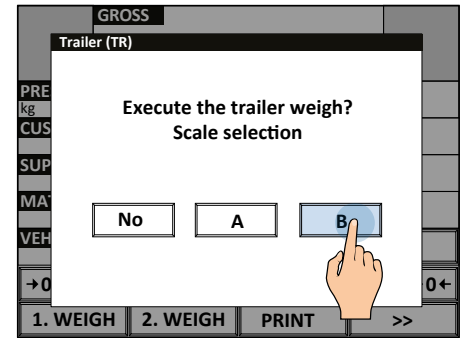 GROSS
Trailer (TR)
PRE
kg
CUS
SUP
MAT
VEH
Execute the trailer weigh?
Scale selection
No A B
→0 0←
1. WEIGH 2. WEIGH PRINT >>